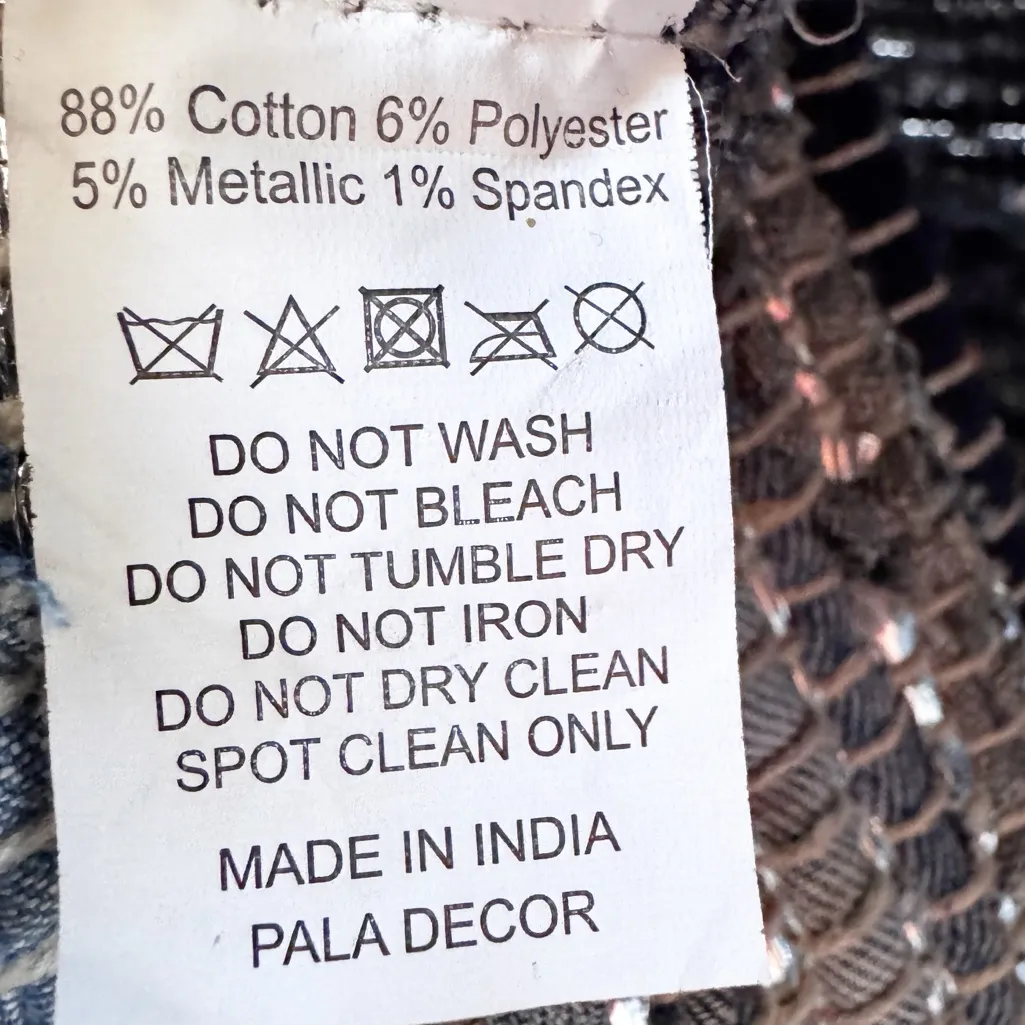 88% Cotton 6% Polyester
5% Metallic 1% Spandex
DO NOT WASH
DO NOT BLEACH
DO NOT TUMBLE DRY
DO NOT IRON
DO NOT DRY CLEAN
SPOT CLEAN ONLY
MADE IN INDIA
PALA DECOR